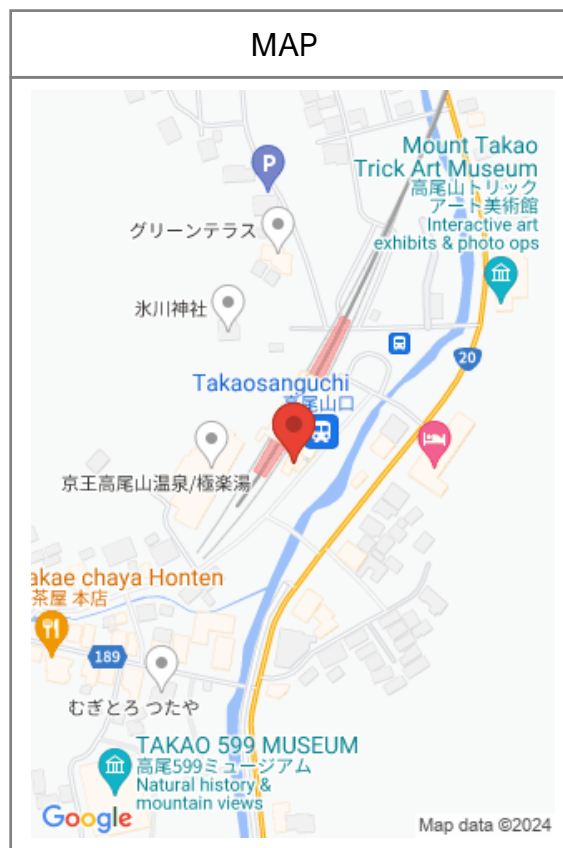 MAP
Mount Takao
Trick Art Museum
高尾山トリック
アート美術館
Interactive art
exhibits & photo ops
P
グリーンテラス
氷川神社
20
Takaosanguchi
高尾山口
京王高尾山温泉/極楽湯
akae chaya Honten
茶屋 本店
189
むぎとろ つたや
TAKAO 599 MUSEUM
高尾599ミュージアム
Natural history &
mountain views
Google
Map data ©2024